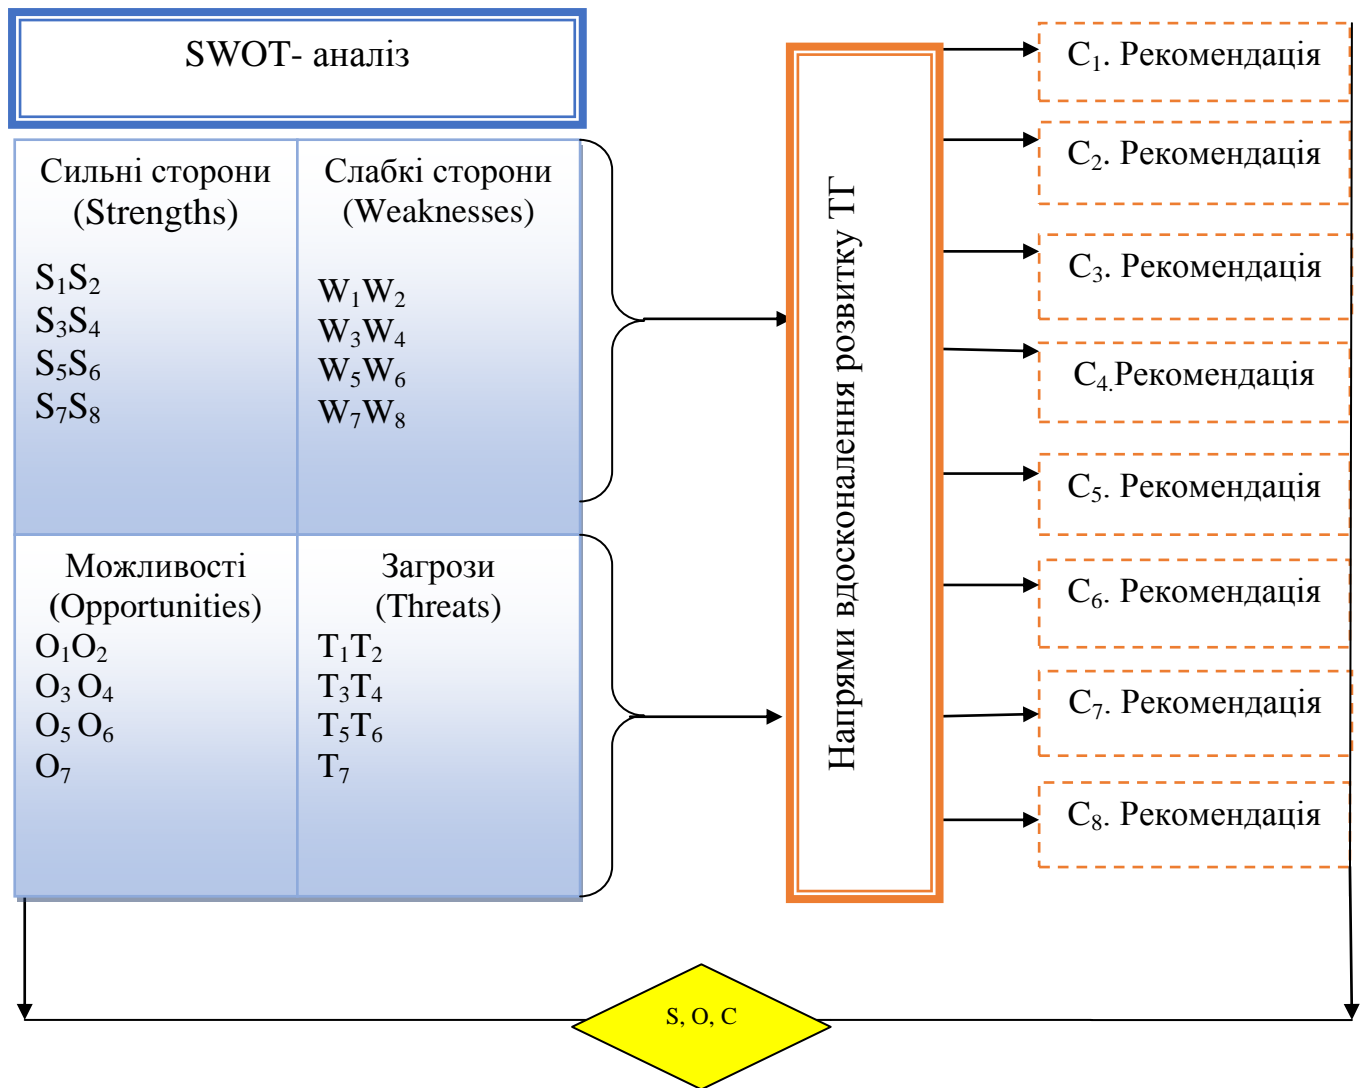 SWOT- аналіз
Сильні сторони
(Strengths)
S₁S₂
S₃S₄
S₅S₆
S₇S₈
Слабкі сторони
(Weaknesses)
W₁W₂
W₃W₄
W₅W₆
W₇W₈
Можливості
(Opportunities)
O₁O₂
O₃ O₄
O₅ O₆
O₇
Загрози
(Threats)
T₁T₂
T₃T₄
T₅T₆
T₇
Напрями вдосконалення розвитку ТГ
C₁. Рекомендація
C₂. Рекомендація
C₃. Рекомендація
C₄.Рекомендація
C₅. Рекомендація
C₆. Рекомендація
C₇. Рекомендація
C₈. Рекомендація
S, O, C